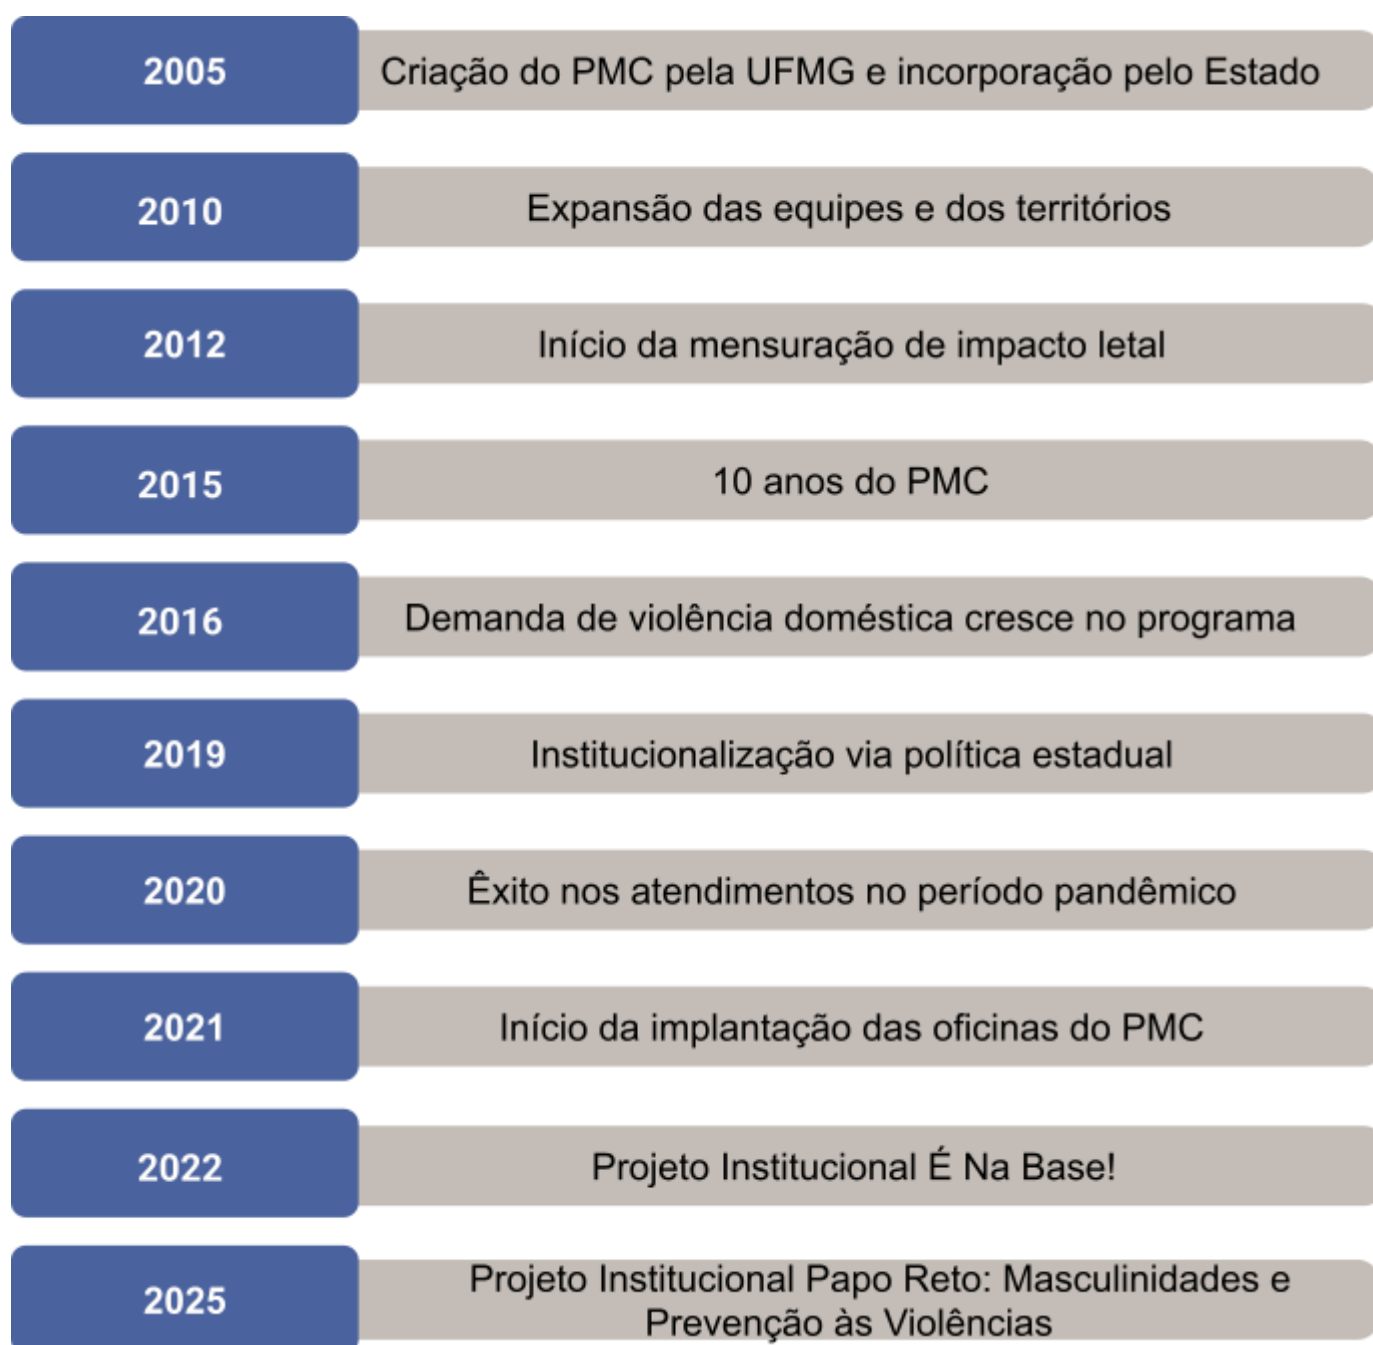 2005
Criação do PMC pela UFMG e incorporação pelo Estado
2010
Expansão das equipes e dos territórios
2012
Início da mensuração de impacto letal
2015
10 anos do PMC
2016
Demanda de violência doméstica cresce no programa
2019
Institucionalização via política estadual
2020
Êxito nos atendimentos no período pandêmico
2021
Início da implantação das oficinas do PMC
2022
Projeto Institucional É Na Base!
2025
Projeto Institucional Papo Reto: Masculinidades e
Prevenção às Violências